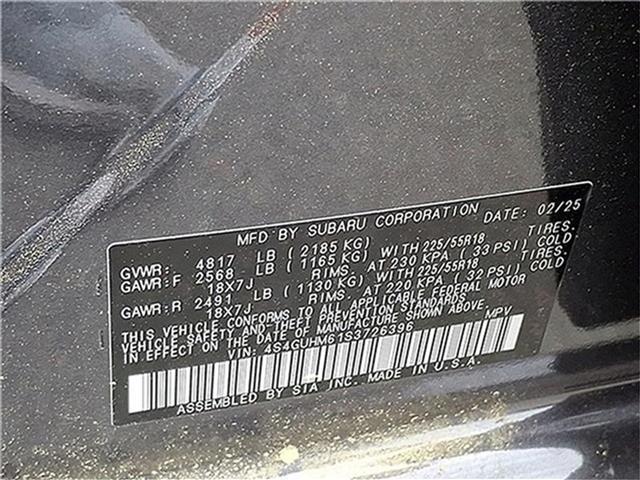 MFD BY SUBARU CORPORATION DATE: 02/25
GVWR: 4817 LB (2185 KG)
GAWR:F 2568 LB (1165 KG) WITH 225/55R18 TIRES.
18X7J RIMS. AT 230 KPA (33 PSI) COLD
GAWR:R 2491 LB (1130 KG) WITH 225/55R18 TIRES.
18X7J RIMS. AT 220 KPA (32 PSI) COLD
THIS VEHICLE CONFORMS TO ALL APPLICABLE FEDERAL MOTOR
VEHICLE SAFETY, BUMPER, AND THEFT PREVENTION STANDARDS
IN EFFECT ON THE DATE OF MANUFACTURE SHOWN ABOVE.
VIN: 4S4GUHM61S3726396 MPV
ASSEMBLED BY SIA INC. MADE IN U.S.A.